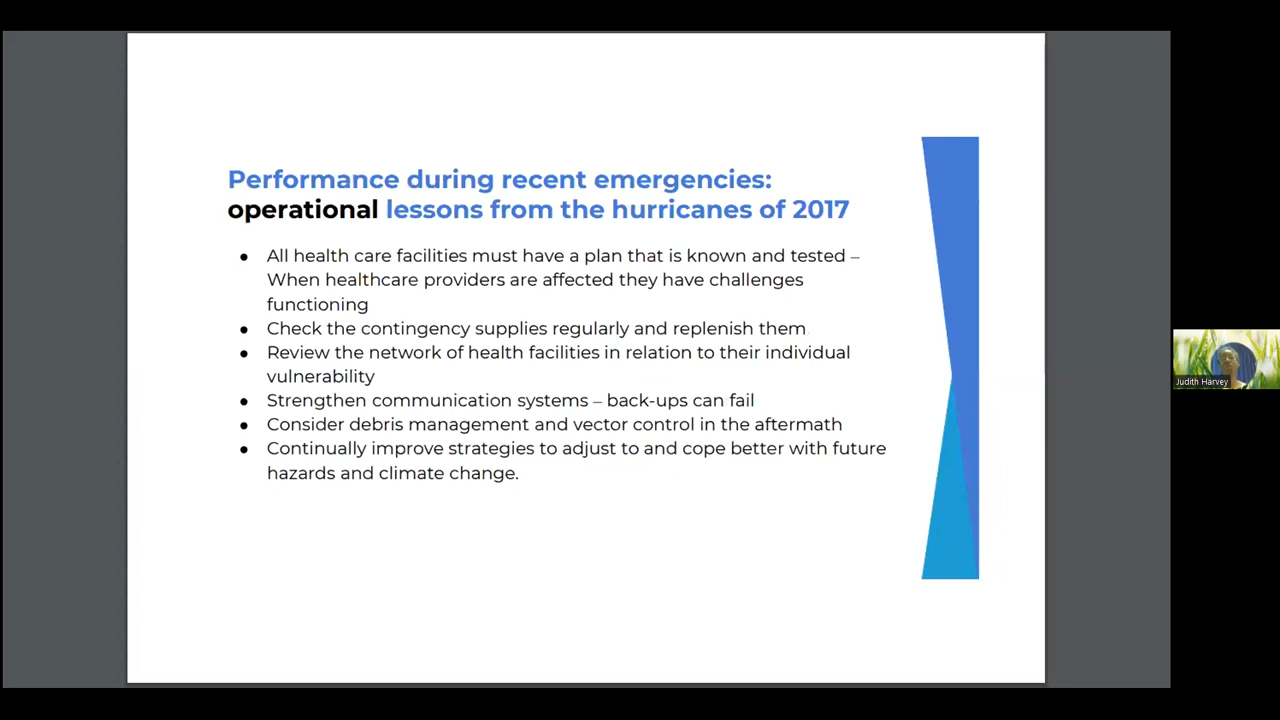 Performance during recent emergencies:
operational lessons from the hurricanes of 2017
● All health care facilities must have a plan that is known and tested –
When healthcare providers are affected they have challenges
functioning
● Check the contingency supplies regularly and replenish them
● Review the network of health facilities in relation to their individual
vulnerability
● Strengthen communication systems – back-ups can fail
● Consider debris management and vector control in the aftermath
● Continually improve strategies to adjust to and cope better with future
hazards and climate change.
Judith Harvey